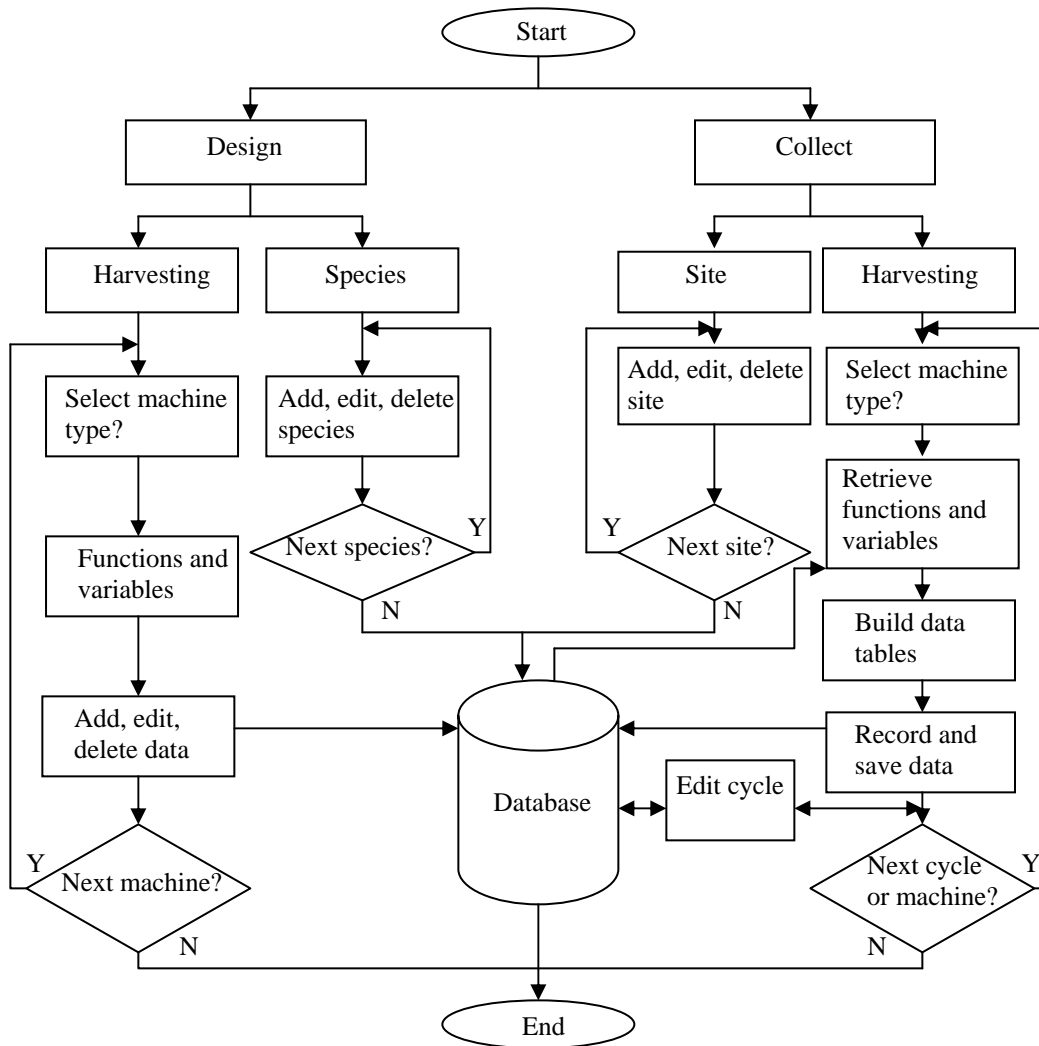 Start
Design
Collect
Harvesting
Species
Site
Harvesting
Select machine
type?
Add, edit, delete
species
Add, edit, delete
site
Select machine
type?
Retrieve
functions and
variables
Y
Next species?
Y
Next site?
Functions and
variables
N
N
Build data
tables
Add, edit,
delete data
Record and
save data
Database
Edit cycle
Y
Next machine?
N
Next cycle
or machine?
Y
N
End